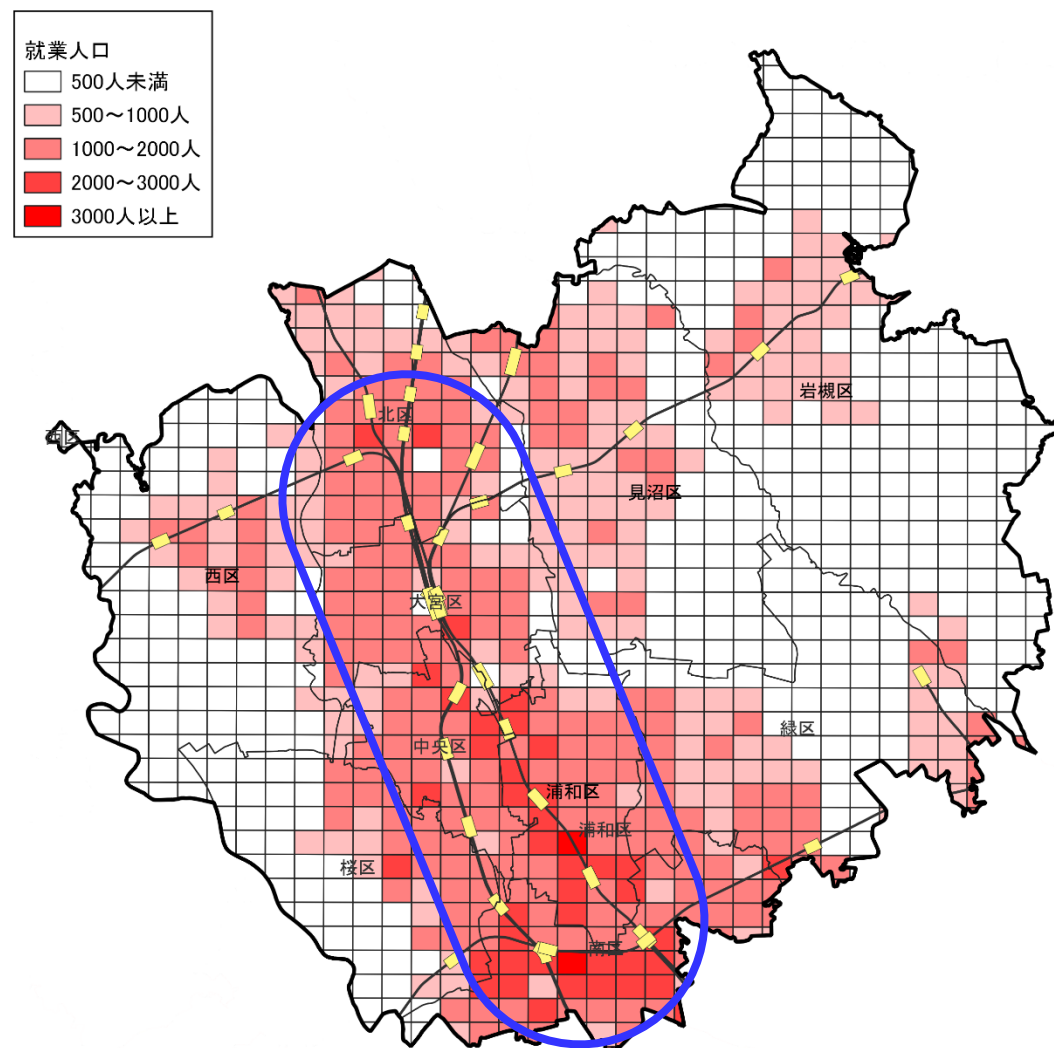 就業人口
500人未満
500～1000人
1000～2000人
2000～3000人
3000人以上
岩槻区
北区
西区
見沼区
西区
大宮区
緑区
中央区
浦和区
浦和区
桜区
南区